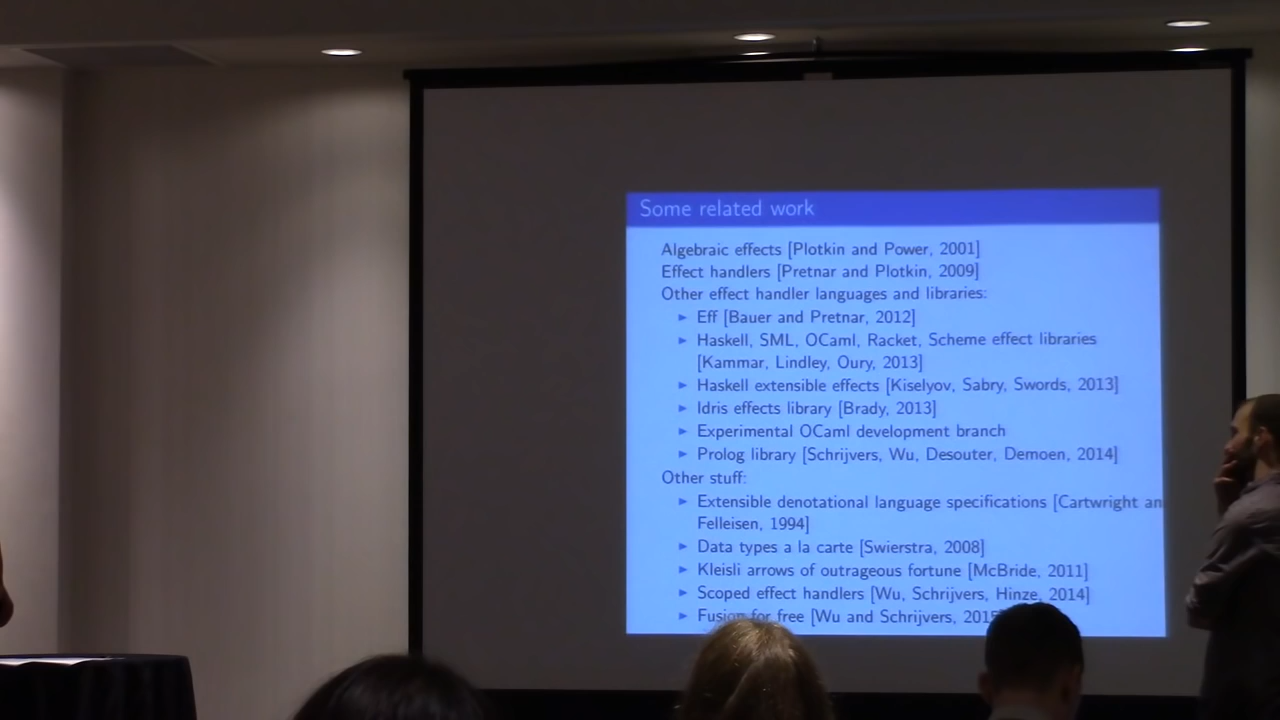 Some related work
Algebraic effects [Plotkin and Power, 2001]
Effect handlers [Pretnar and Plotkin, 2009]
Other effect handler languages and libraries:
► Eff [Bauer and Pretnar, 2012]
► Haskell, SML, OCaml, Racket, Scheme effect libraries
[Kammar, Lindley, Oury, 2013]
► Haskell extensible effects [Kiselyov, Sabry, Swords, 2013]
► Idris effects library [Brady, 2013]
► Experimental OCaml development branch
► Prolog library [Schrijvers, Wu, Desouter, Demoen, 2014]
Other stuff:
► Extensible denotational language specifications [Cartwright an
Felleisen, 1994]
► Data types a la carte [Swierstra, 2008]
► Kleisli arrows of outrageous fortune [McBride, 2011]
► Scoped effect handlers [Wu, Schrijvers, Hinze, 2014]
► Fusion for free [Wu and Schrijvers, 2015